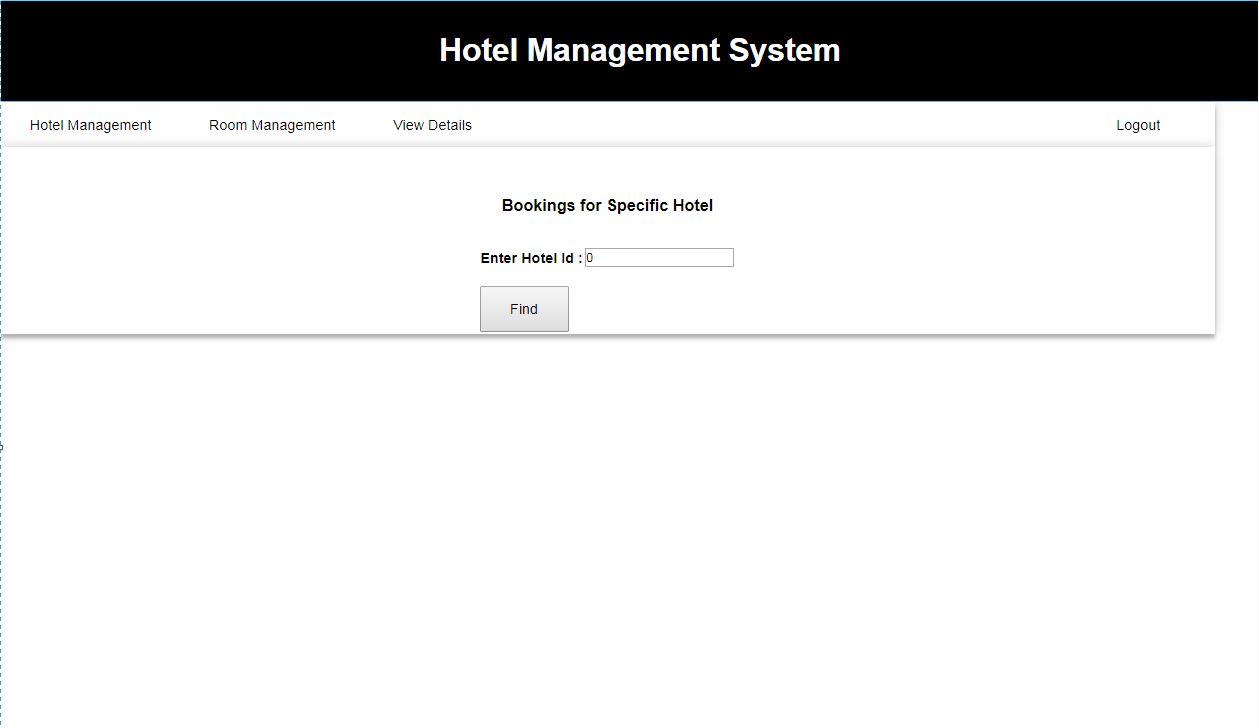 Hotel Management System
Hotel Management Room Management View Details Logout
Bookings for Specific Hotel
Enter Hotel Id : 0
Find